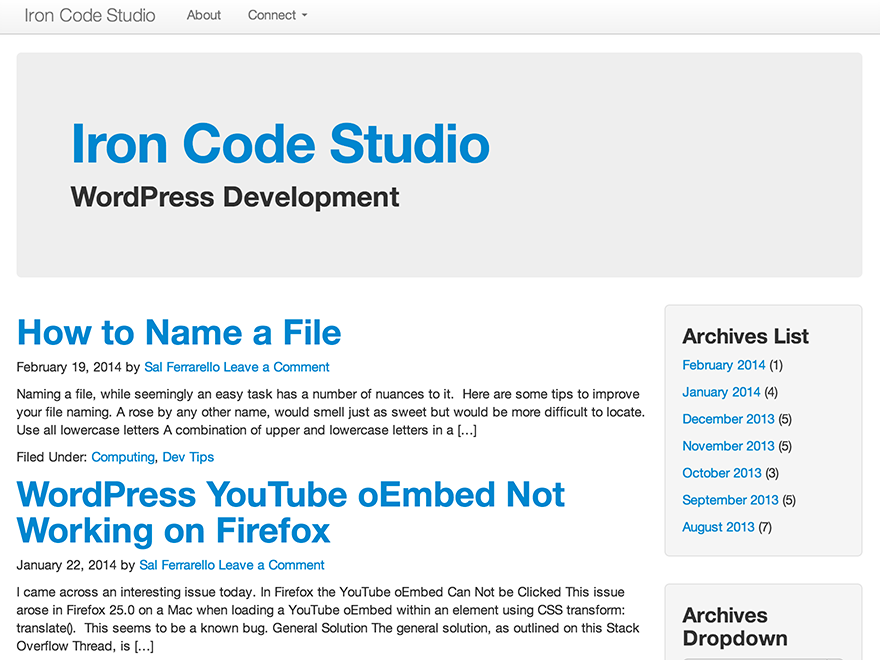 Iron Code Studio About Connect
Iron Code Studio
WordPress Development
How to Name a File
February 19, 2014 by Sal Ferrarello Leave a Comment
Naming a file, while seemingly an easy task has a number of nuances to it.  Here are some tips to improve
your file naming. A rose by any other name, would smell just as sweet but would be more difficult to locate.
Use all lowercase letters A combination of upper and lowercase letters in a […]
Filed Under: Computing, Dev Tips
WordPress YouTube oEmbed Not
Working on Firefox
January 22, 2014 by Sal Ferrarello Leave a Comment
I came across an interesting issue today. In Firefox the YouTube oEmbed Can Not be Clicked This issue
arose in Firefox 25.0 on a Mac when loading a YouTube oEmbed within an element using CSS transform:
translate().  This seems to be a known bug. General Solution The general solution, as outlined on this Stack
Overflow Thread, is […]
Archives List
February 2014 (1)
January 2014 (4)
December 2013 (5)
November 2013 (5)
October 2013 (3)
September 2013 (5)
August 2013 (7)
Archives
Dropdown